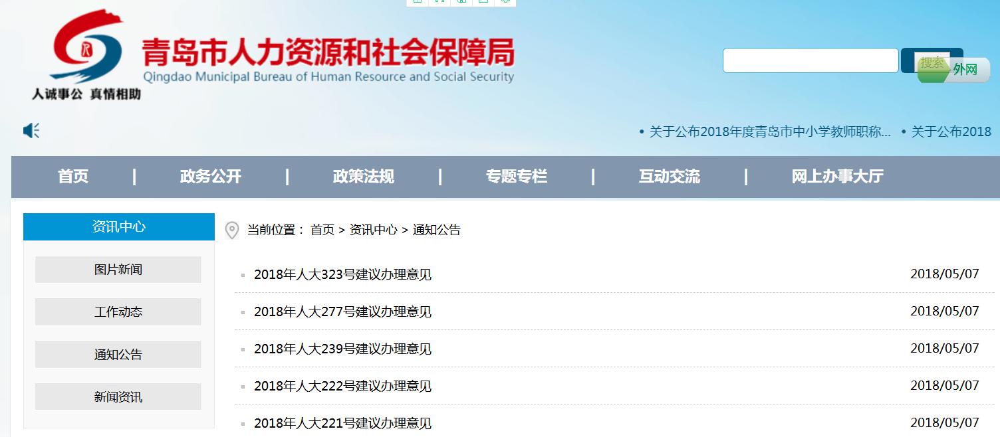 青岛市人力资源和社会保障局
Qingdao Municipal Bureau of Human Resource and Social Security
人诚事公 真情相助
搜索
外网
• 关于公布2018年度青岛市中小学教师职称... • 关于公布2018
首页 | 政务公开 | 政策法规 | 专题专栏 | 互动交流 | 网上办事大厅
资讯中心
图片新闻
工作动态
通知公告
新闻资讯
当前位置： 首页 > 资讯中心 > 通知公告
2018年人大323号建议办理意见 2018/05/07
2018年人大277号建议办理意见 2018/05/07
2018年人大239号建议办理意见 2018/05/07
2018年人大222号建议办理意见 2018/05/07
2018年人大221号建议办理意见 2018/05/07